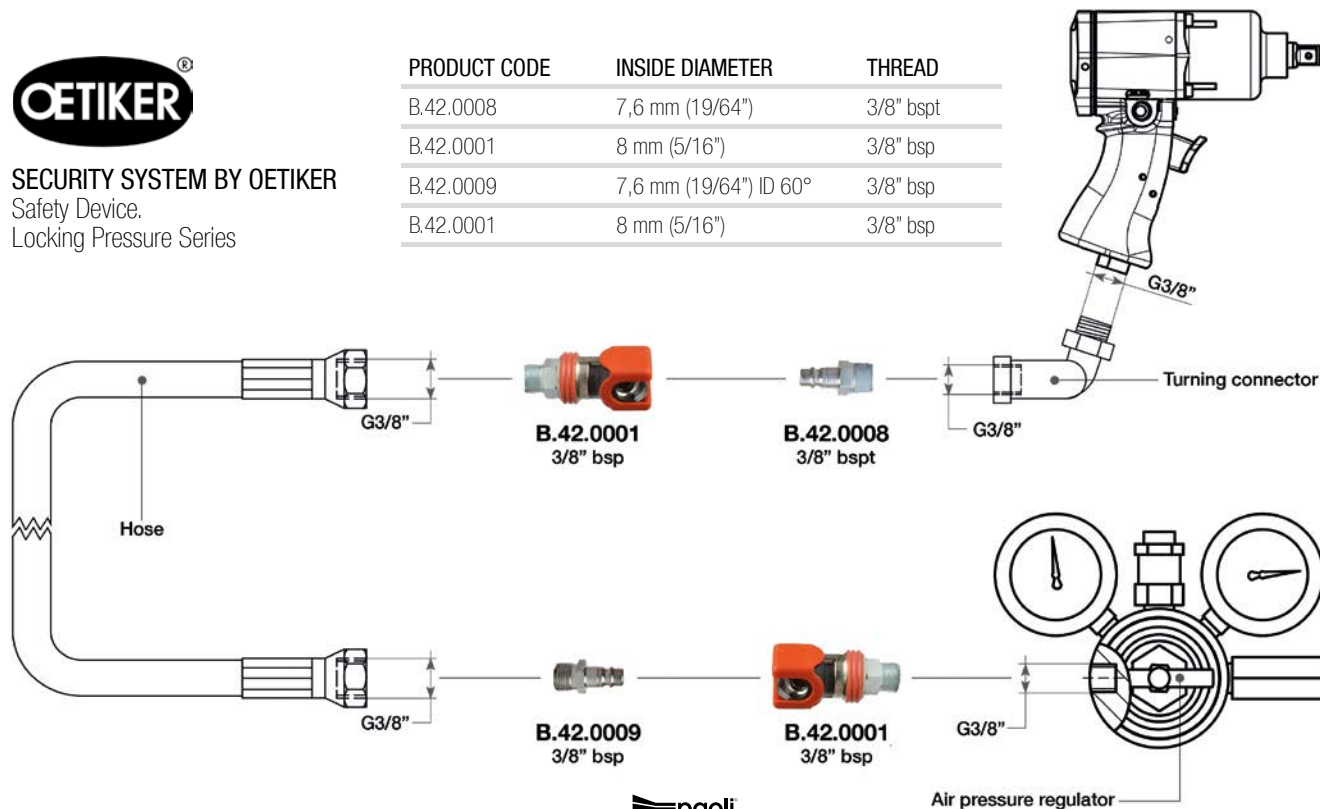 OETIKER®
SECURITY SYSTEM BY OETIKER
Safety Device.
Locking Pressure Series
PRODUCT CODE INSIDE DIAMETER THREAD
B.42.0008 7,6 mm (19/64”) 3/8” bspt
B.42.0001 8 mm (5/16”) 3/8” bsp
B.42.0009 7,6 mm (19/64”) ID 60° 3/8” bsp
B.42.0001 8 mm (5/16”) 3/8” bsp
G3/8”
Turning connector
G3/8”
G3/8”
B.42.0001
3/8” bsp
B.42.0008
3/8” bspt
Hose
G3/8”
B.42.0009
3/8” bsp
B.42.0001
3/8” bsp
G3/8”
Air pressure regulator
paoli